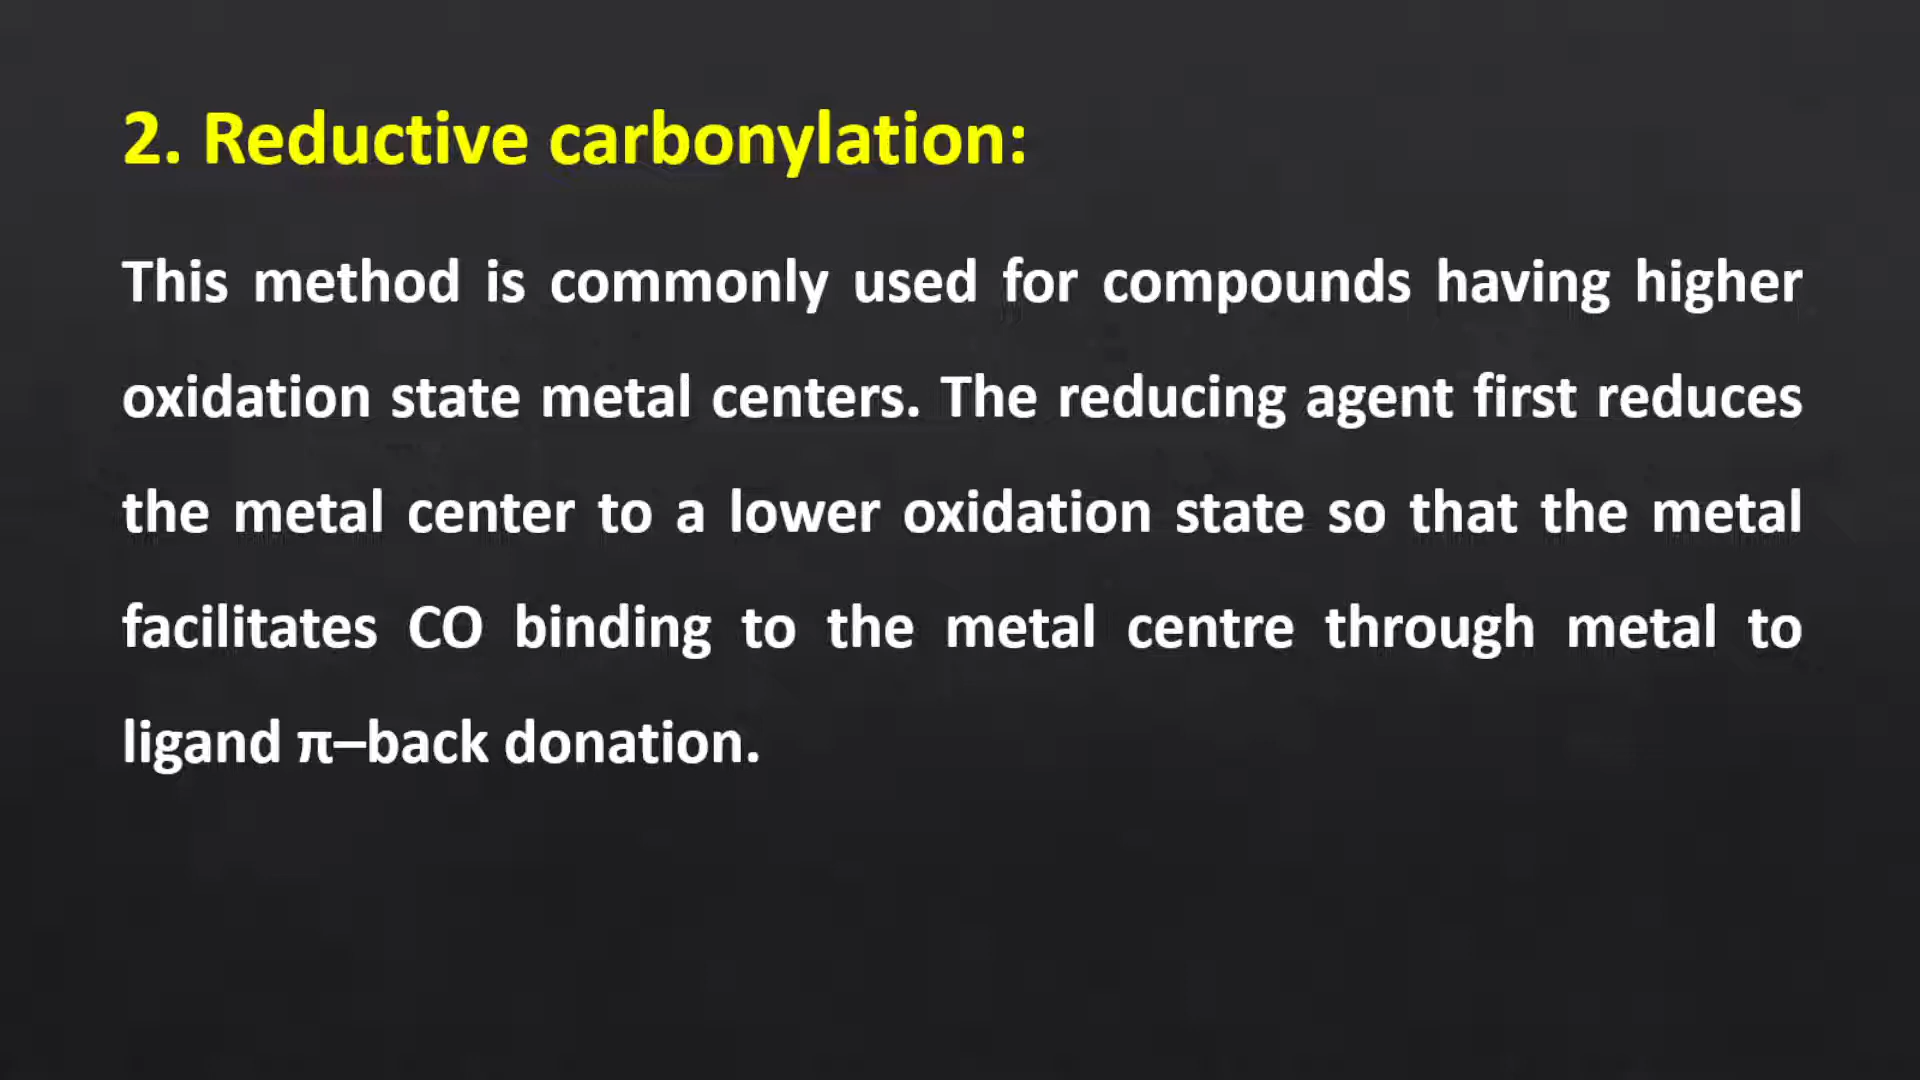 2. Reductive carbonylation:
This method is commonly used for compounds having higher
oxidation state metal centers. The reducing agent first reduces
the metal center to a lower oxidation state so that the metal
facilitates CO binding to the metal centre through metal to
ligand π–back donation.